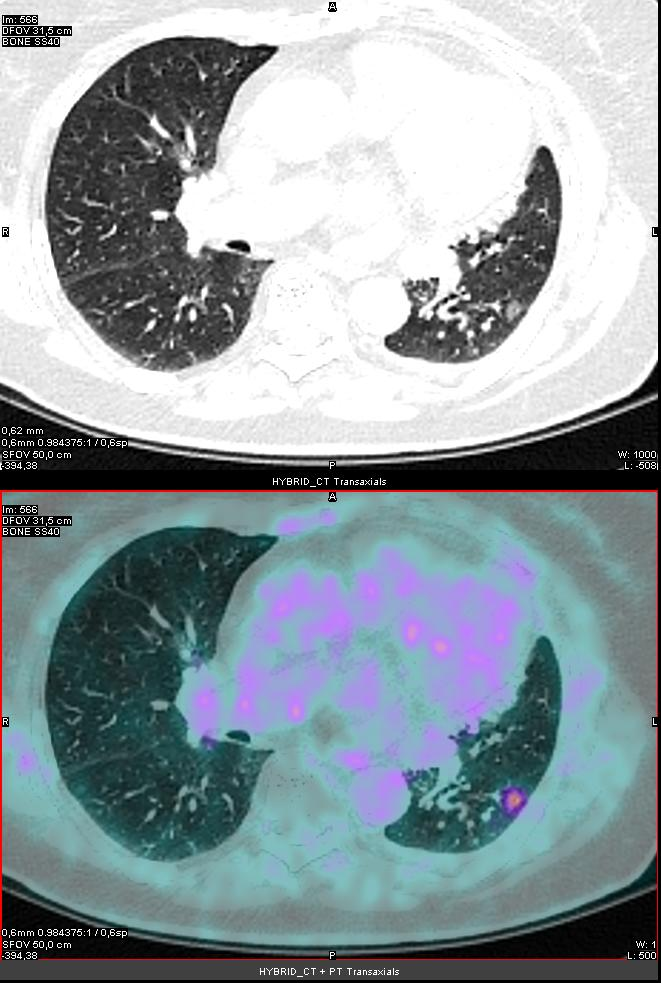 A
Im: 566
DFOV 31,5 cm
BONE SS40
R
L
0,62 mm
0,6mm 0.984375:1 / 0,6sp
SFOV 50,0 cm
-394,38
P
W: 1000
L: -508
HYBRID_CT Transaxials
A
Im: 566
DFOV 31,5 cm
BONE SS40
R
L
0,6mm 0.984375:1 / 0,6sp
SFOV 50,0 cm
-394,38
P
W: 1
L: 500
HYBRID_CT + PT Transaxials